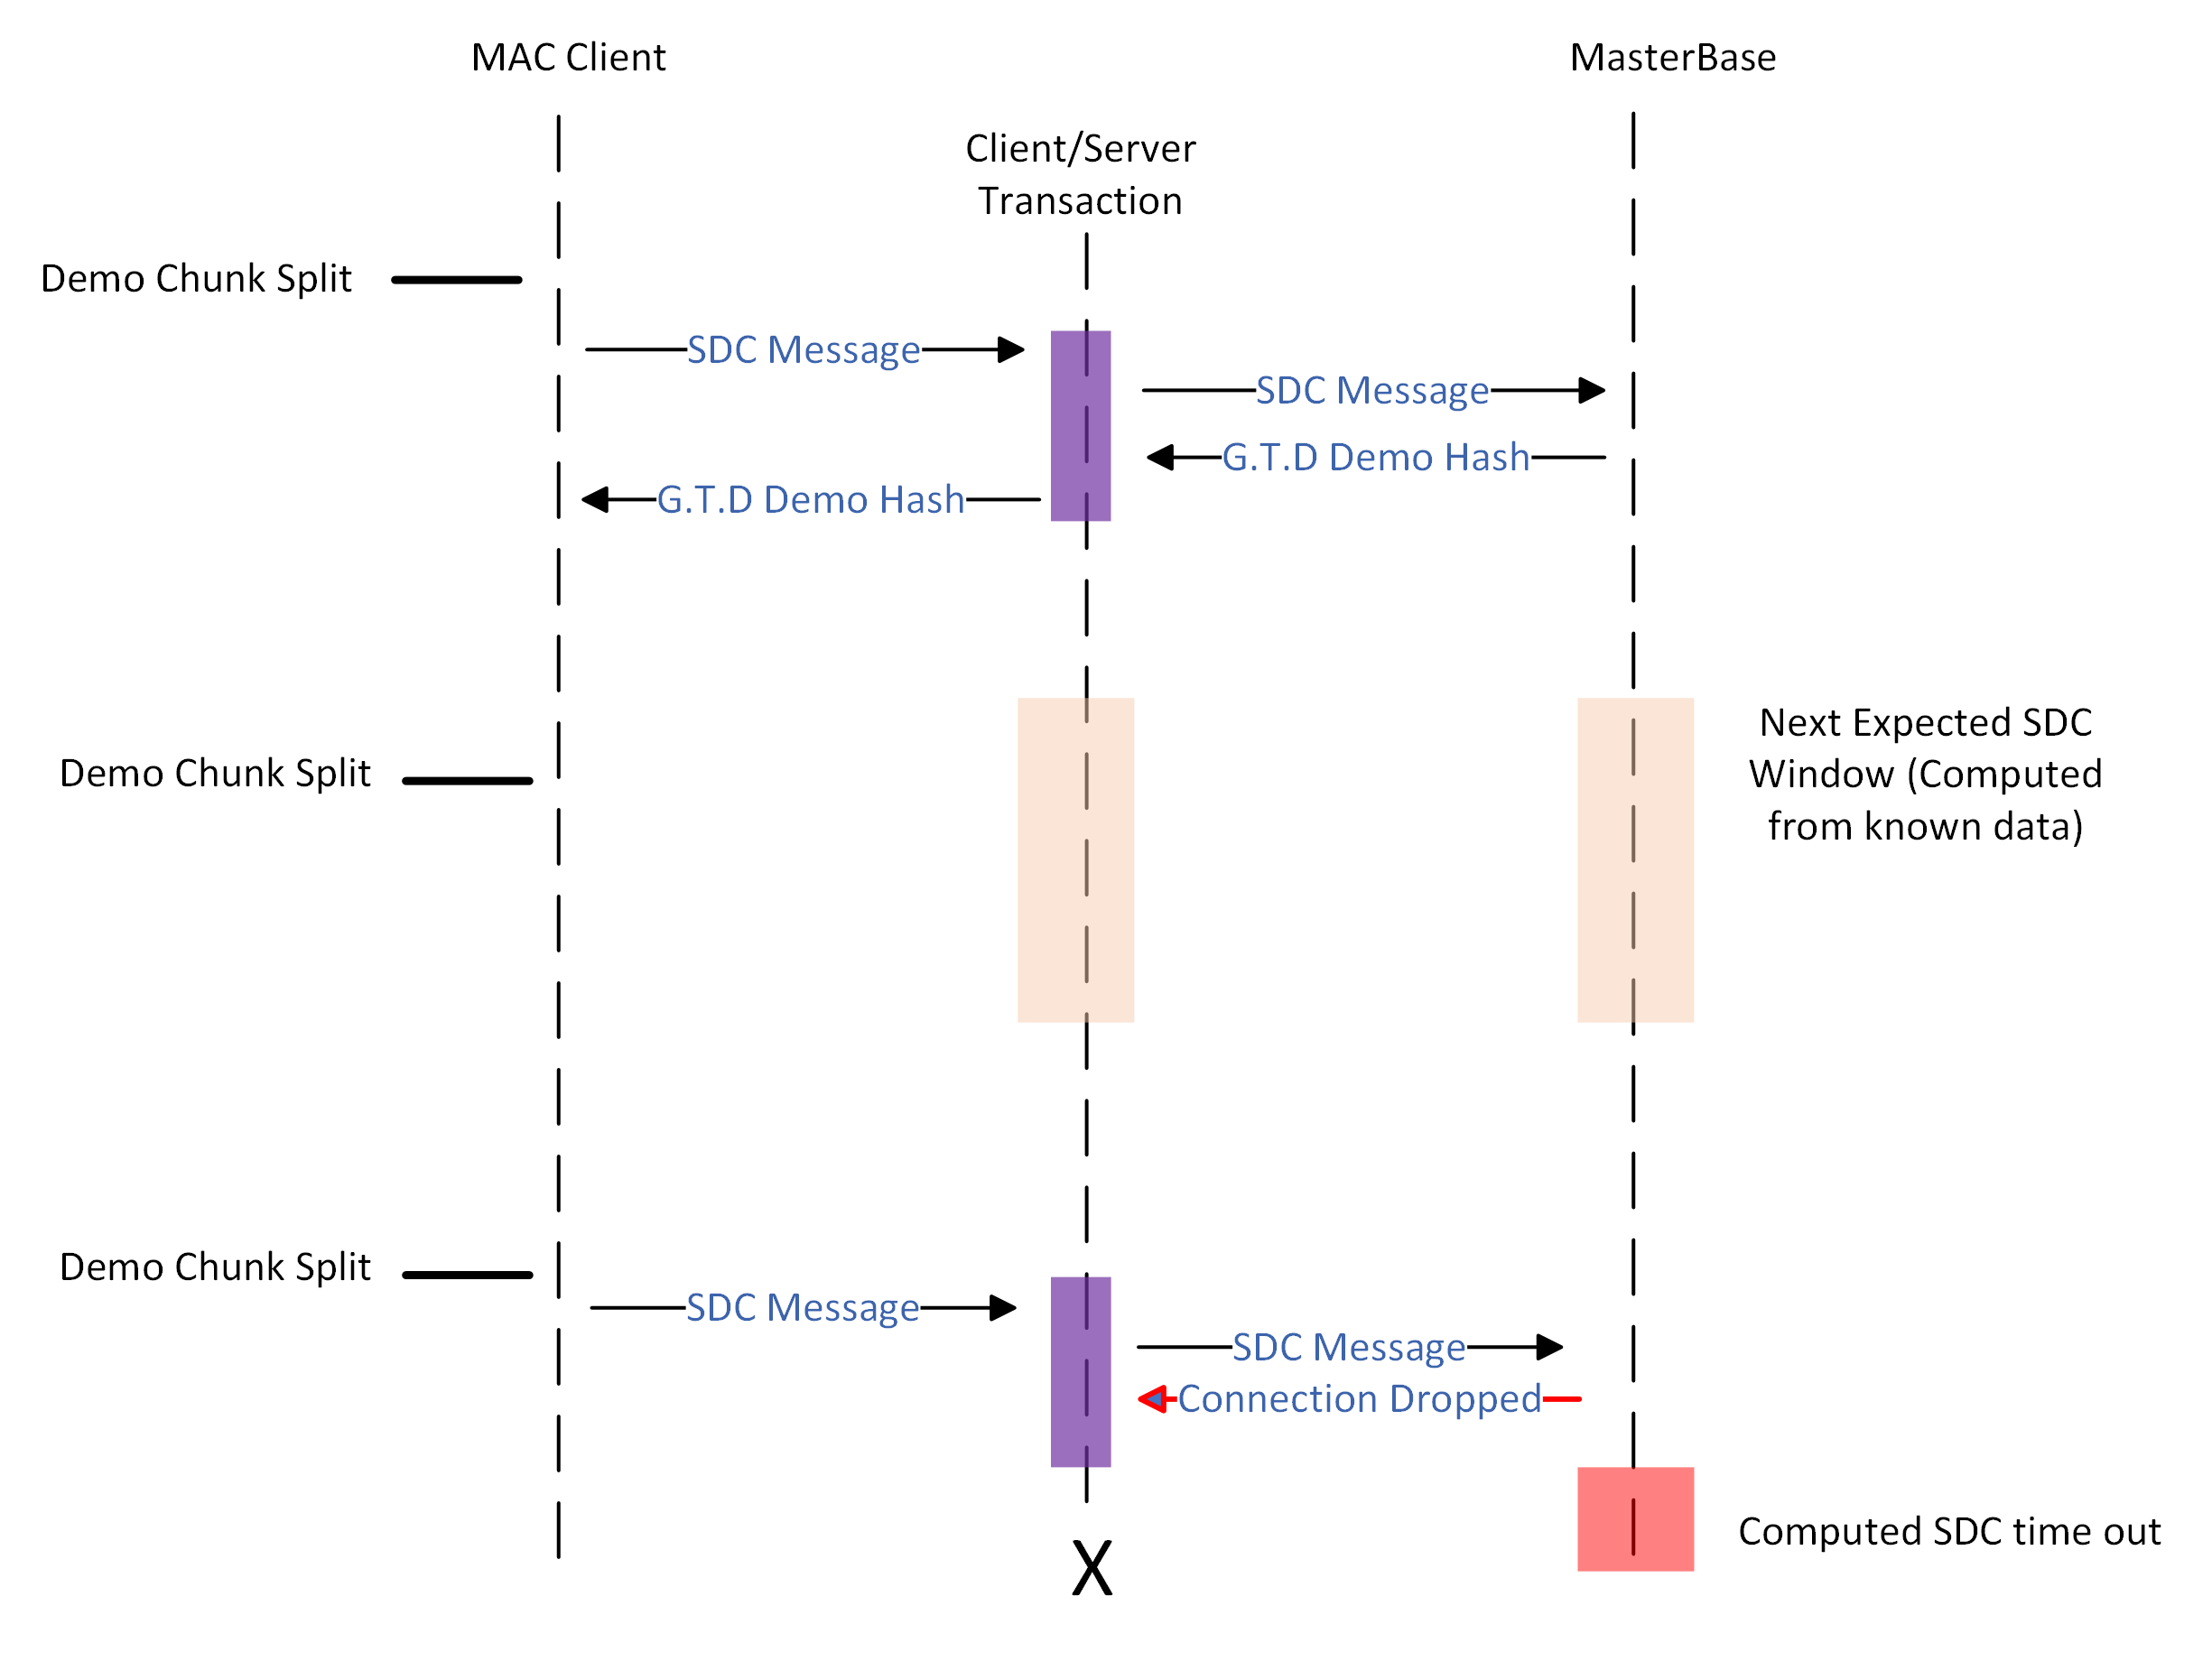 MAC Client
MasterBase
Client/Server
Transaction
Demo Chunk Split
SDC Message
SDC Message
G.T.D Demo Hash
G.T.D Demo Hash
Next Expected SDC
Window (Computed
from known data)
Demo Chunk Split
Demo Chunk Split
SDC Message
SDC Message
Connection Dropped
Computed SDC time out
X